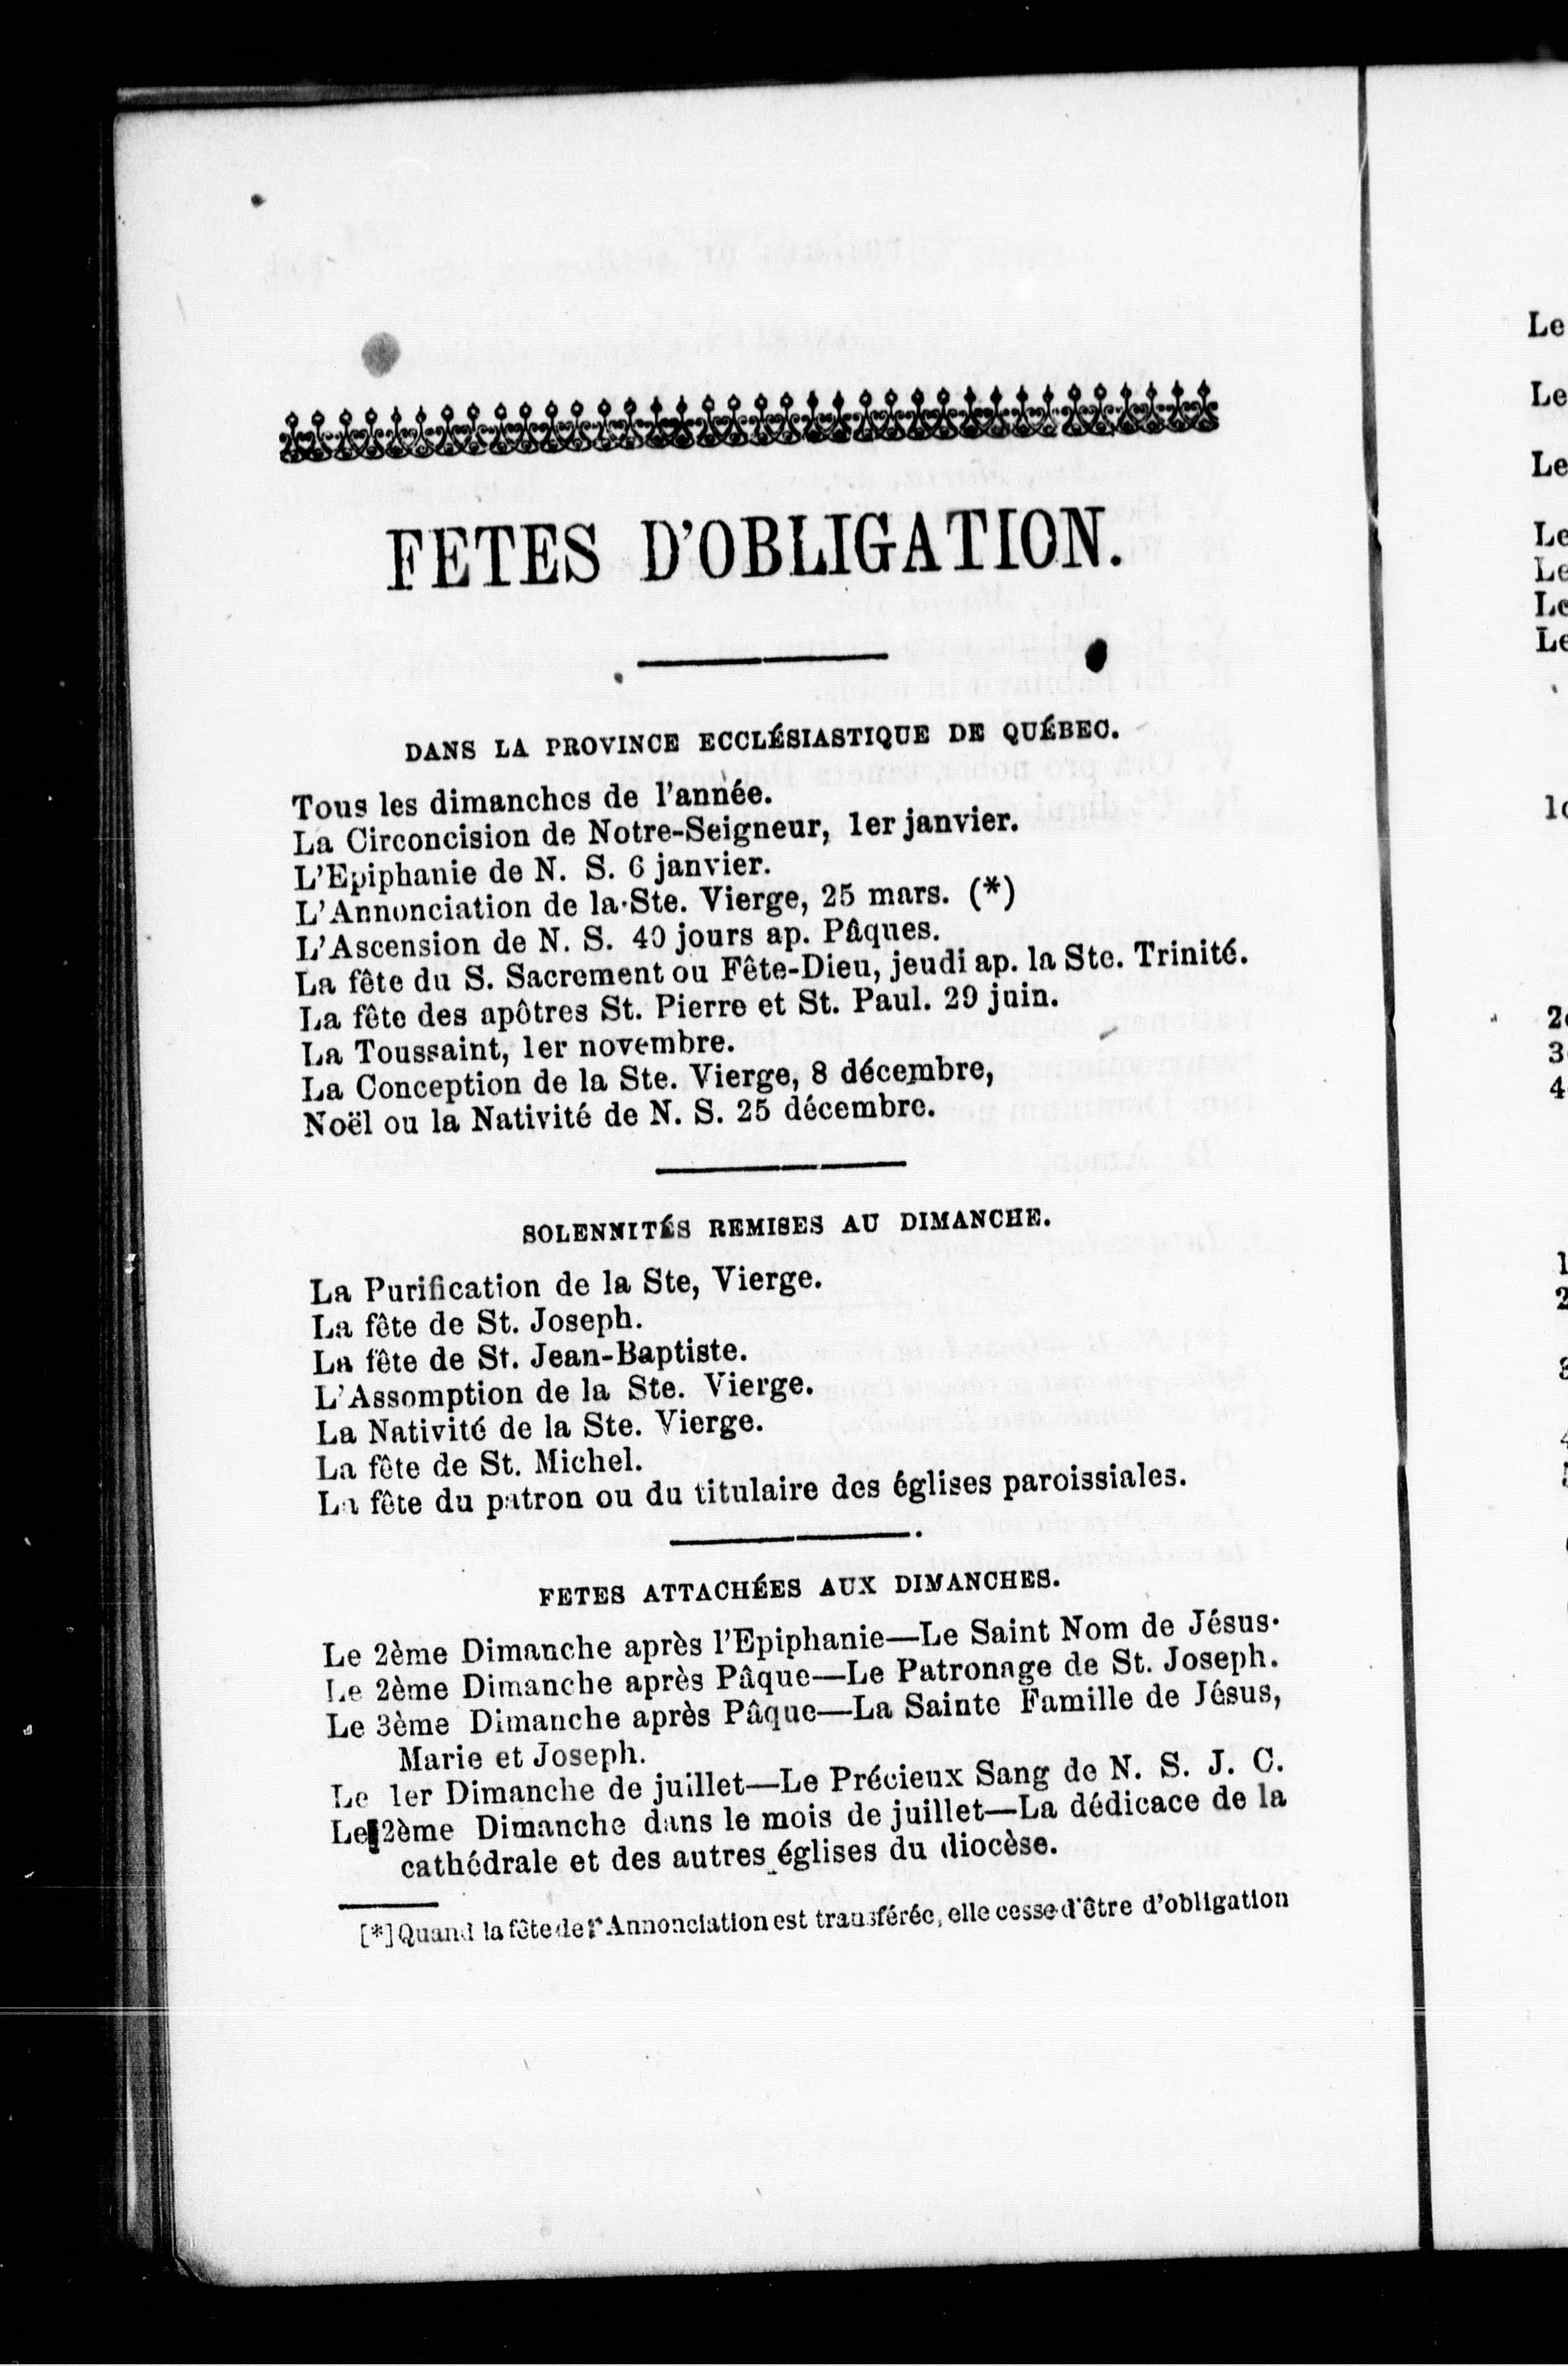 FETES D'OBLIGATION.
DANS LA PROVINCE ECCLÉSIASTIQUE DE QUÉBEC.
Tous les dimanches de l'année.
La Circoncision de Notre-Seigneur, 1er janvier.
L'Epiphanie de N. S. 6 janvier.
L'Annonciation de la Ste. Vierge, 25 mars. (*)
L'Ascension de N. S. 40 jours ap. Pâques.
La fête du S. Sacrement ou Fête-Dieu, jeudi ap. la Ste. Trinité.
La fête des apôtres St. Pierre et St. Paul. 29 juin.
La Toussaint, 1er novembre.
La Conception de la Ste. Vierge, 8 décembre,
Noël ou la Nativité de N. S. 25 décembre.
SOLENNITÉS REMISES AU DIMANCHE.
La Purification de la Ste, Vierge.
La fête de St. Joseph.
La fête de St. Jean-Baptiste.
L'Assomption de la Ste. Vierge.
La Nativité de la Ste. Vierge.
La fête de St. Michel.
La fête du patron ou du titulaire des églises paroissiales.
FETES ATTACHÉES AUX DIMANCHES.
Le 2ème Dimanche après l'Epiphanie—Le Saint Nom de Jésus.
Le 2ème Dimanche après Pâque—Le Patronage de St. Joseph.
Le 3ème Dimanche après Pâque—La Sainte Famille de Jésus,
Marie et Joseph.
Le 1er Dimanche de juillet—Le Précieux Sang de N. S. J. C.
Le 2ème Dimanche dans le mois de juillet—La dédicace de la
cathédrale et des autres églises du diocèse.
[*] Quand la fête de l'Annonciation est transférée, elle cesse d'être d'obligation
Le
Le
Le
Le
Le
Le
Le